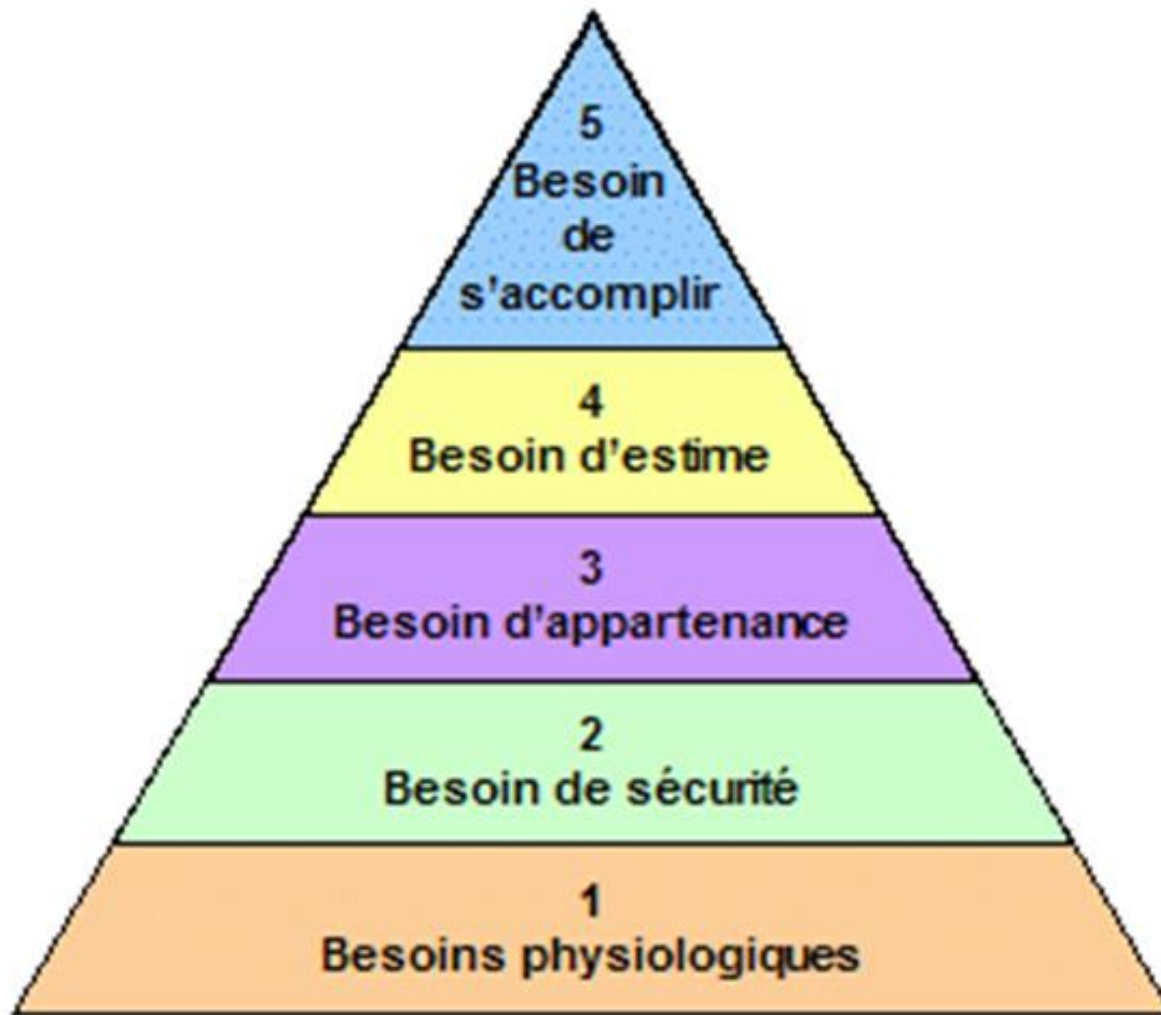 5
Besoin
de
s'accomplir
4
Besoin d'estime
3
Besoin d'appartenance
2
Besoin de sécurité
1
Besoins physiologiques